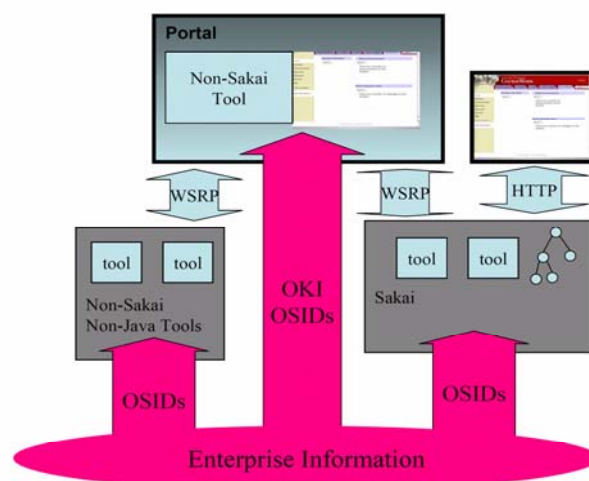 Portal
Non-Sakai
Tool
WSRP
WSRP
HTTP
tool
tool
Non-Sakai
Non-Java Tools
OKI
OSIDs
tool
tool
Sakai
OSIDs
OSIDs
Enterprise Information